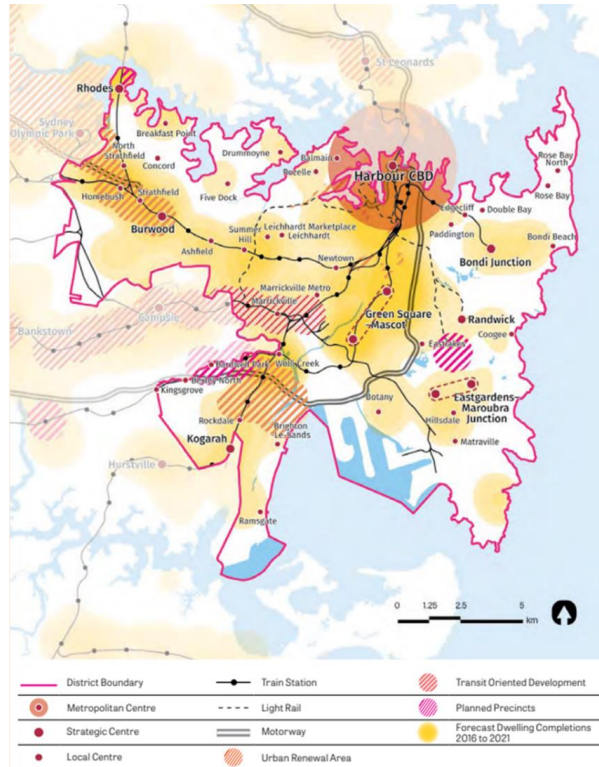 St Leonards
Rhodes
Sydney
Olympic Park
Breakfast Point
North
Strathfield
Concord
Drummoyne
Balmain
Rozelle
Harbour CBD
Rose Bay
North
Rose Bay
Homebush
Strathfield
Five Dock
Edgecliff
Double Bay
Burwood
Summer
Hill
Leichhardt Marketplace
Leichhardt
Paddington
Bondi Beach
Ashfield
Newtown
Bondi Junction
Marrickville Metro
Marrickville
Campsie
Bankstown
Green Square
-Mascot
Randwick
Coogee
Eastlakes
Bardwell Park
Wolli Creek
Bexley North
Kingsgrove
Botany
Eastgardens-
Maroubra
Junction
Hillsdale
Rockdale
Brighton
Le-Sands
Kogarah
Matraville
Hurstville
Ramsgate
0 1.25 2.5 5
km
District Boundary
Train Station
Transit Oriented Development
Metropolitan Centre
Light Rail
Planned Precincts
Strategic Centre
Motorway
Forecast Dwelling Completions
2016 to 2021
Local Centre
Urban Renewal Area